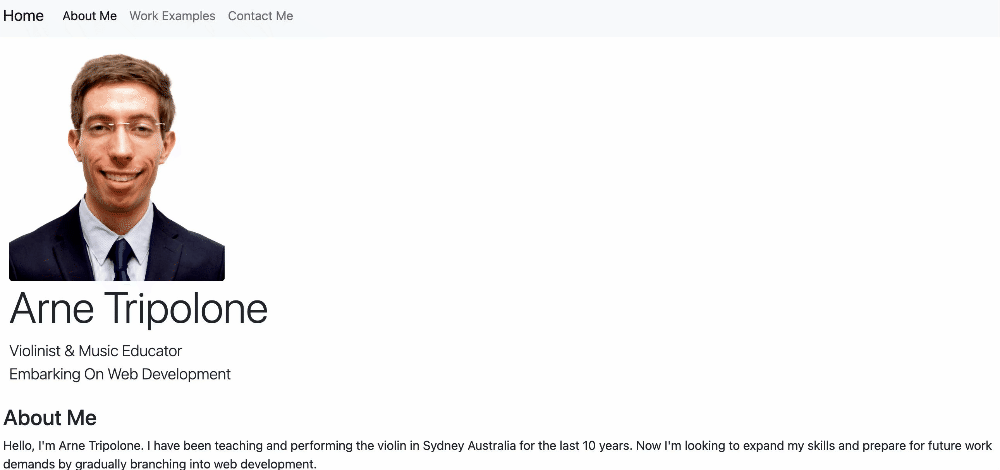 Home About Me Work Examples Contact Me
Arne Tripolone
Violinist & Music Educator
Embarking On Web Development
About Me
Hello, I'm Arne Tripolone. I have been teaching and performing the violin in Sydney Australia for the last 10 years. Now I'm looking to expand my skills and prepare for future work
demands by gradually branching into web development.